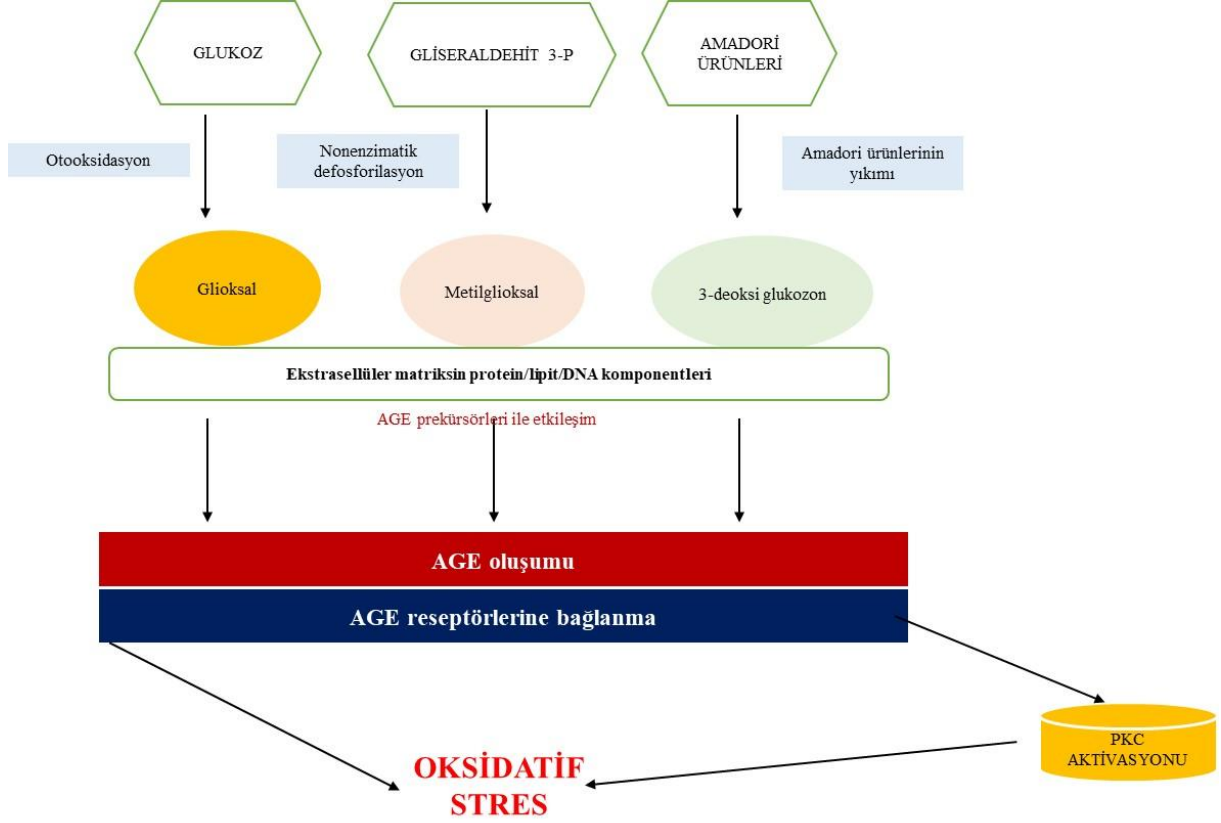 GLUKOZ
GLİSERALDEHİT 3-P
AMADORİ
ÜRÜNLERİ
Otooksidasyon
Nonenzimatik
defosforilasyon
Amadori ürünlerinin
yıkımı
Glioksal
Metilglioksal
3-deoksi glukozon
Ekstrasellüler matriksin protein/lipit/DNA komponentleri
AGE prekürsörleri ile etkileşim
AGE oluşumu
AGE reseptörlerine bağlanma
PKC
AKTİVASYONU
OKSİDATİF
STRES